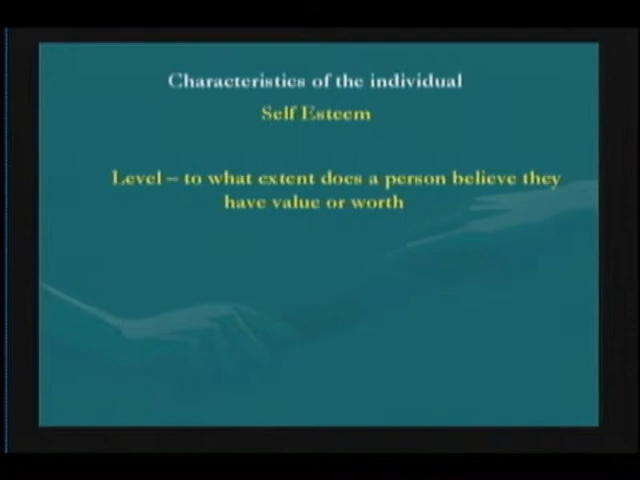 Characteristics of the individual
Self Esteem
Level – to what extent does a person believe they
have value or worth